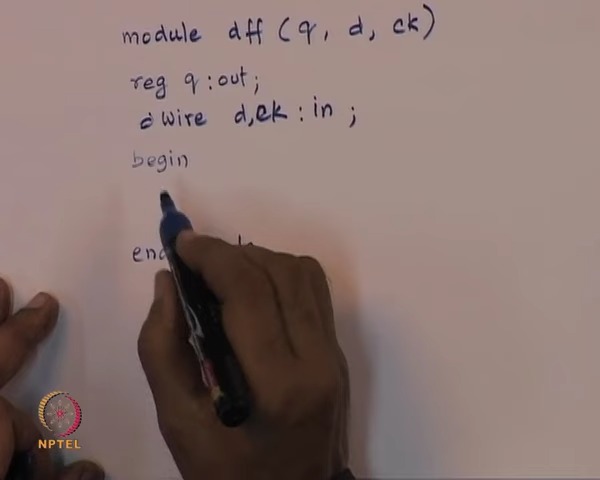 module dff (q, d, ck)
reg q : out ;
wire d, ck : in ;
begin
NPTEL